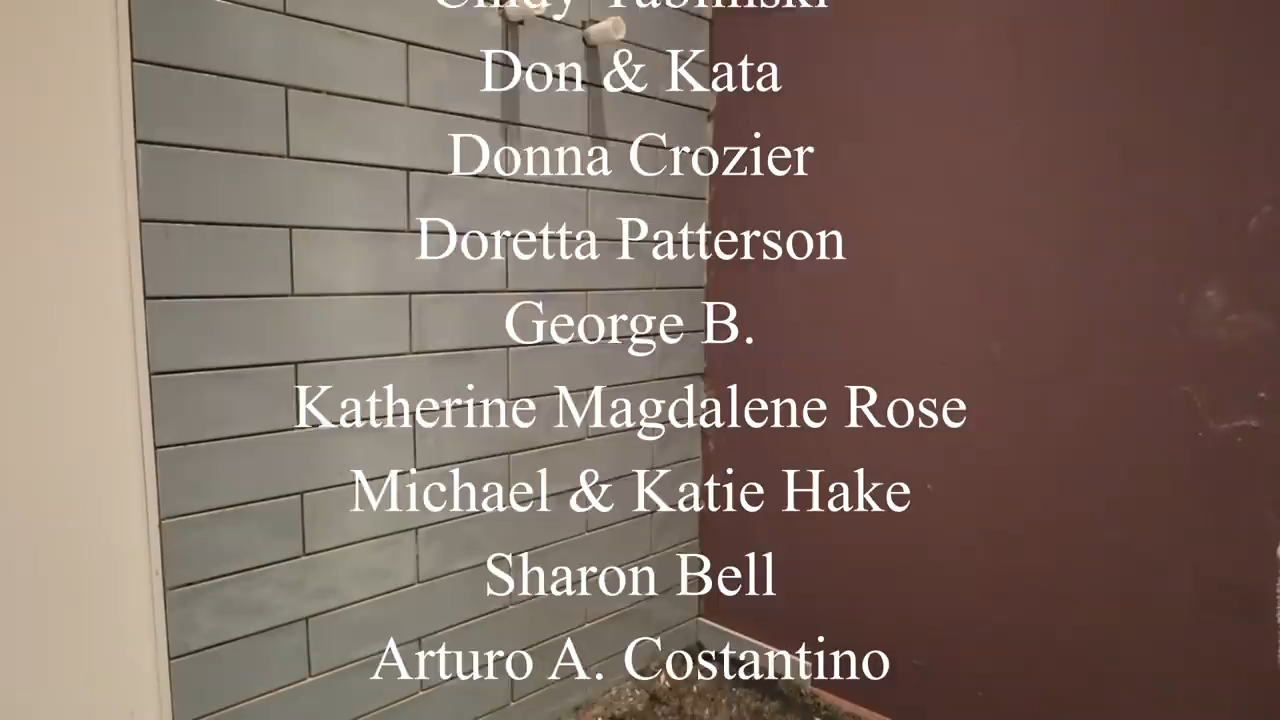 Don & Kata
Donna Crozier
Doretta Patterson
George B.
Katherine Magdalene Rose
Michael & Katie Hake
Sharon Bell
Arturo A. Costantino